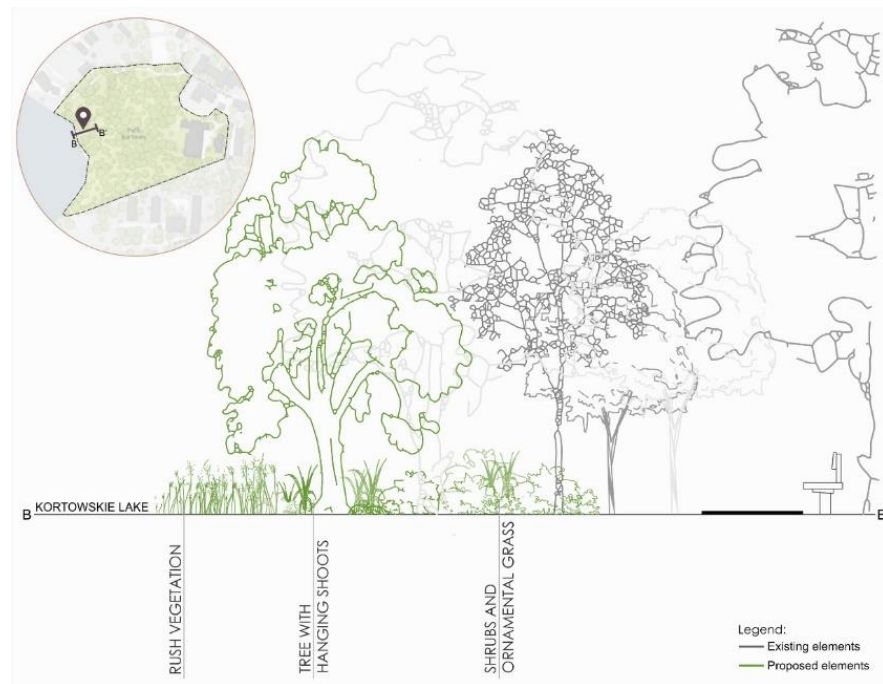 B
B'
B
KORTOWSKIE LAKE
B
RUSH VEGETATION
TREE WITH
HANGING SHOOTS
SHRUBS AND
ORNAMENTAL GRASS
Legend:
Existing elements
Proposed elements